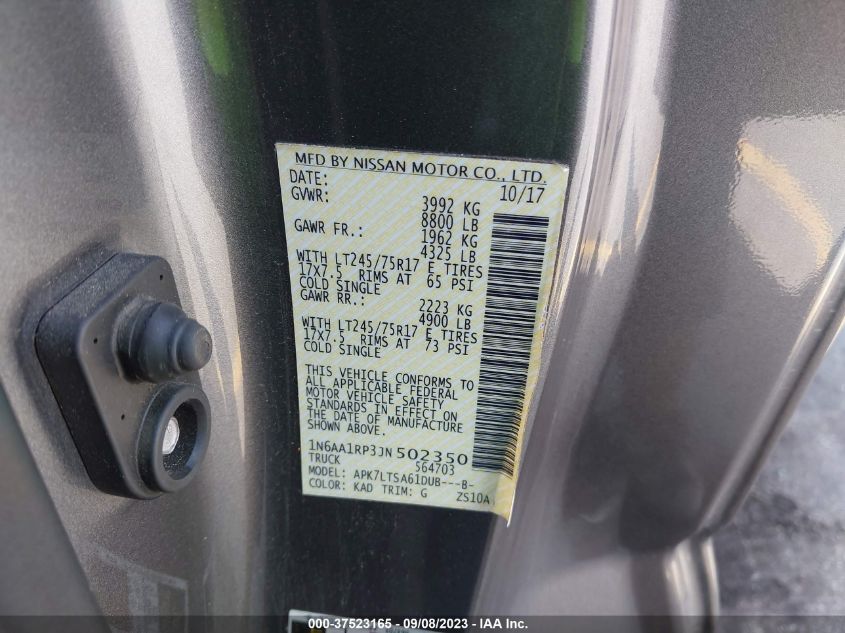 MFD BY NISSAN MOTOR CO., LTD.
DATE: 10/17
GVWR: 3992 KG
8800 LB
GAWR FR.: 1962 KG
4325 LB
WITH LT245/75R17 E TIRES
17X7.5 RIMS AT 65 PSI
COLD SINGLE
GAWR RR.: 2223 KG
4900 LB
WITH LT245/75R17 E TIRES
17X7.5 RIMS AT 73 PSI
COLD SINGLE
THIS VEHICLE CONFORMS TO
ALL APPLICABLE FEDERAL
MOTOR VEHICLE SAFETY
STANDARDS IN EFFECT ON
THE DATE OF MANUFACTURE
SHOWN ABOVE.
1N6AA1RP3JN502350
TRUCK S64703
MODEL: APK7LTSA61DUB---B-
COLOR: KAD TRIM: G ZS10A
000-37523165 - 09/08/2023 - IAA Inc.